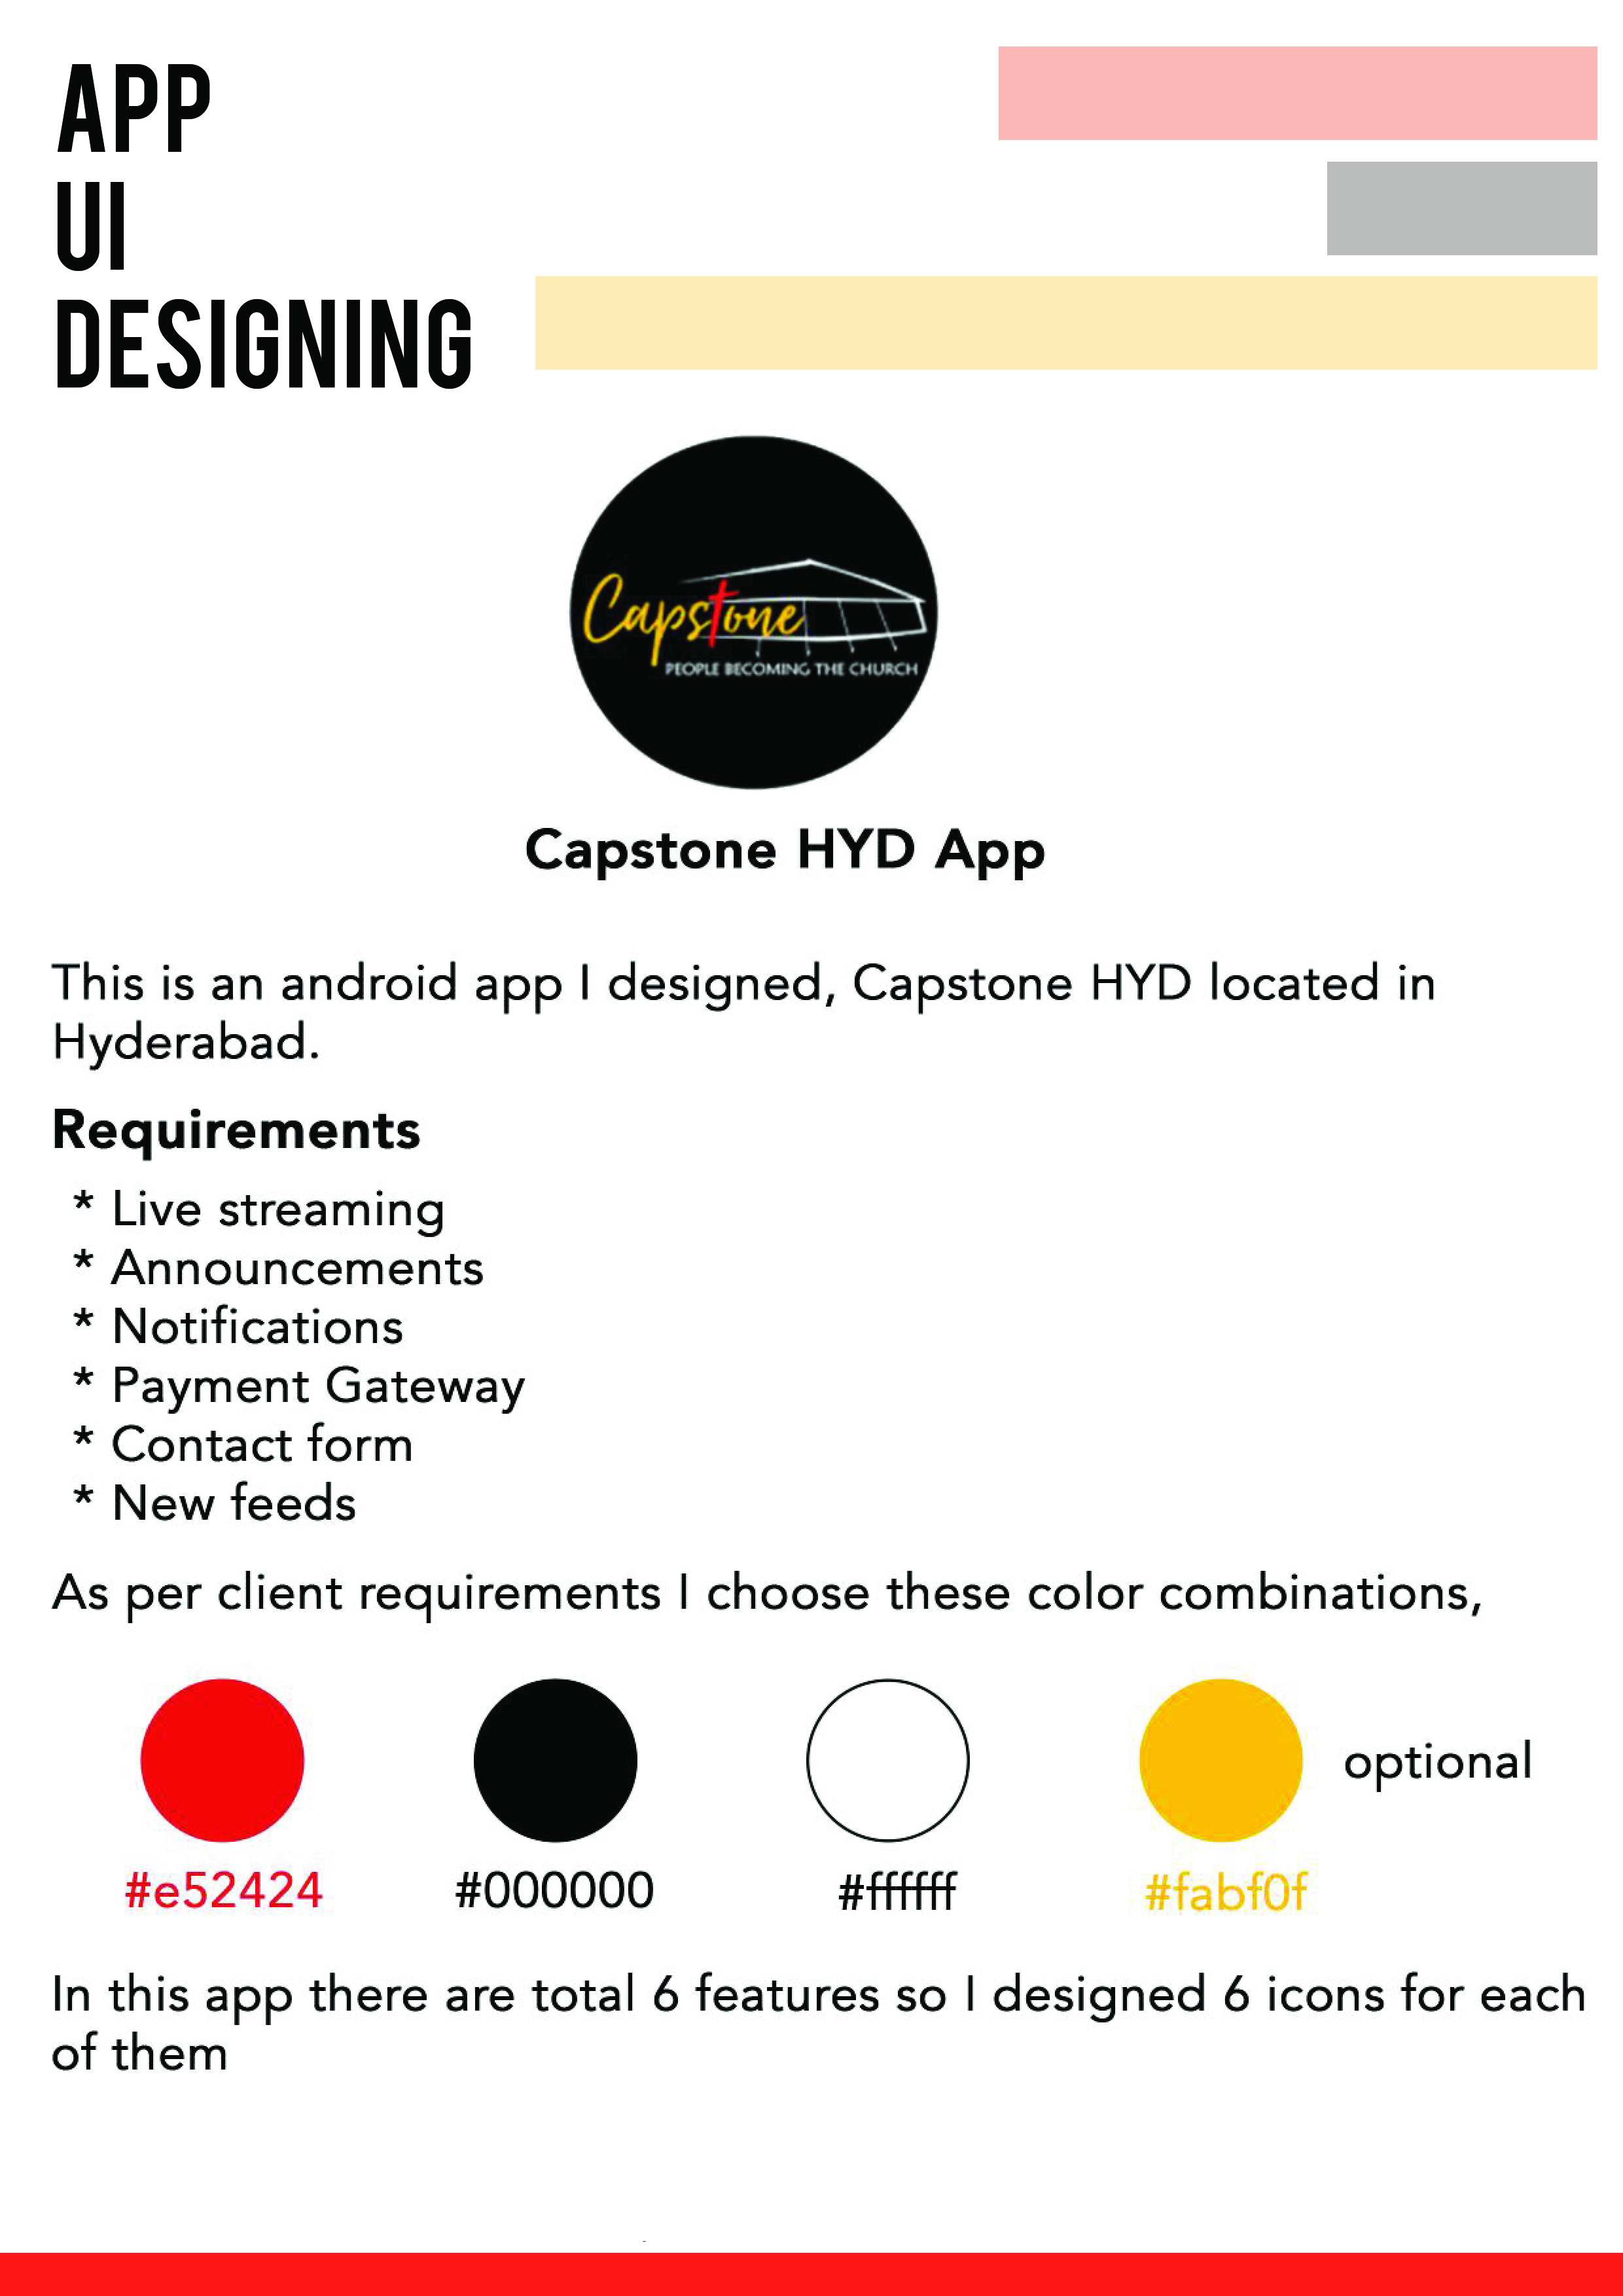 APP
UI
DESIGNING
Capstone
PEOPLE BECOMING THE CHURCH
Capstone HYD App
This is an android app I designed, Capstone HYD located in
Hyderabad.
Requirements
* Live streaming
* Announcements
* Notifications
* Payment Gateway
* Contact form
* New feeds
As per client requirements I choose these color combinations,
optional
#e52424 #000000 #ffffff #fabf0f
In this app there are total 6 features so I designed 6 icons for each
of them